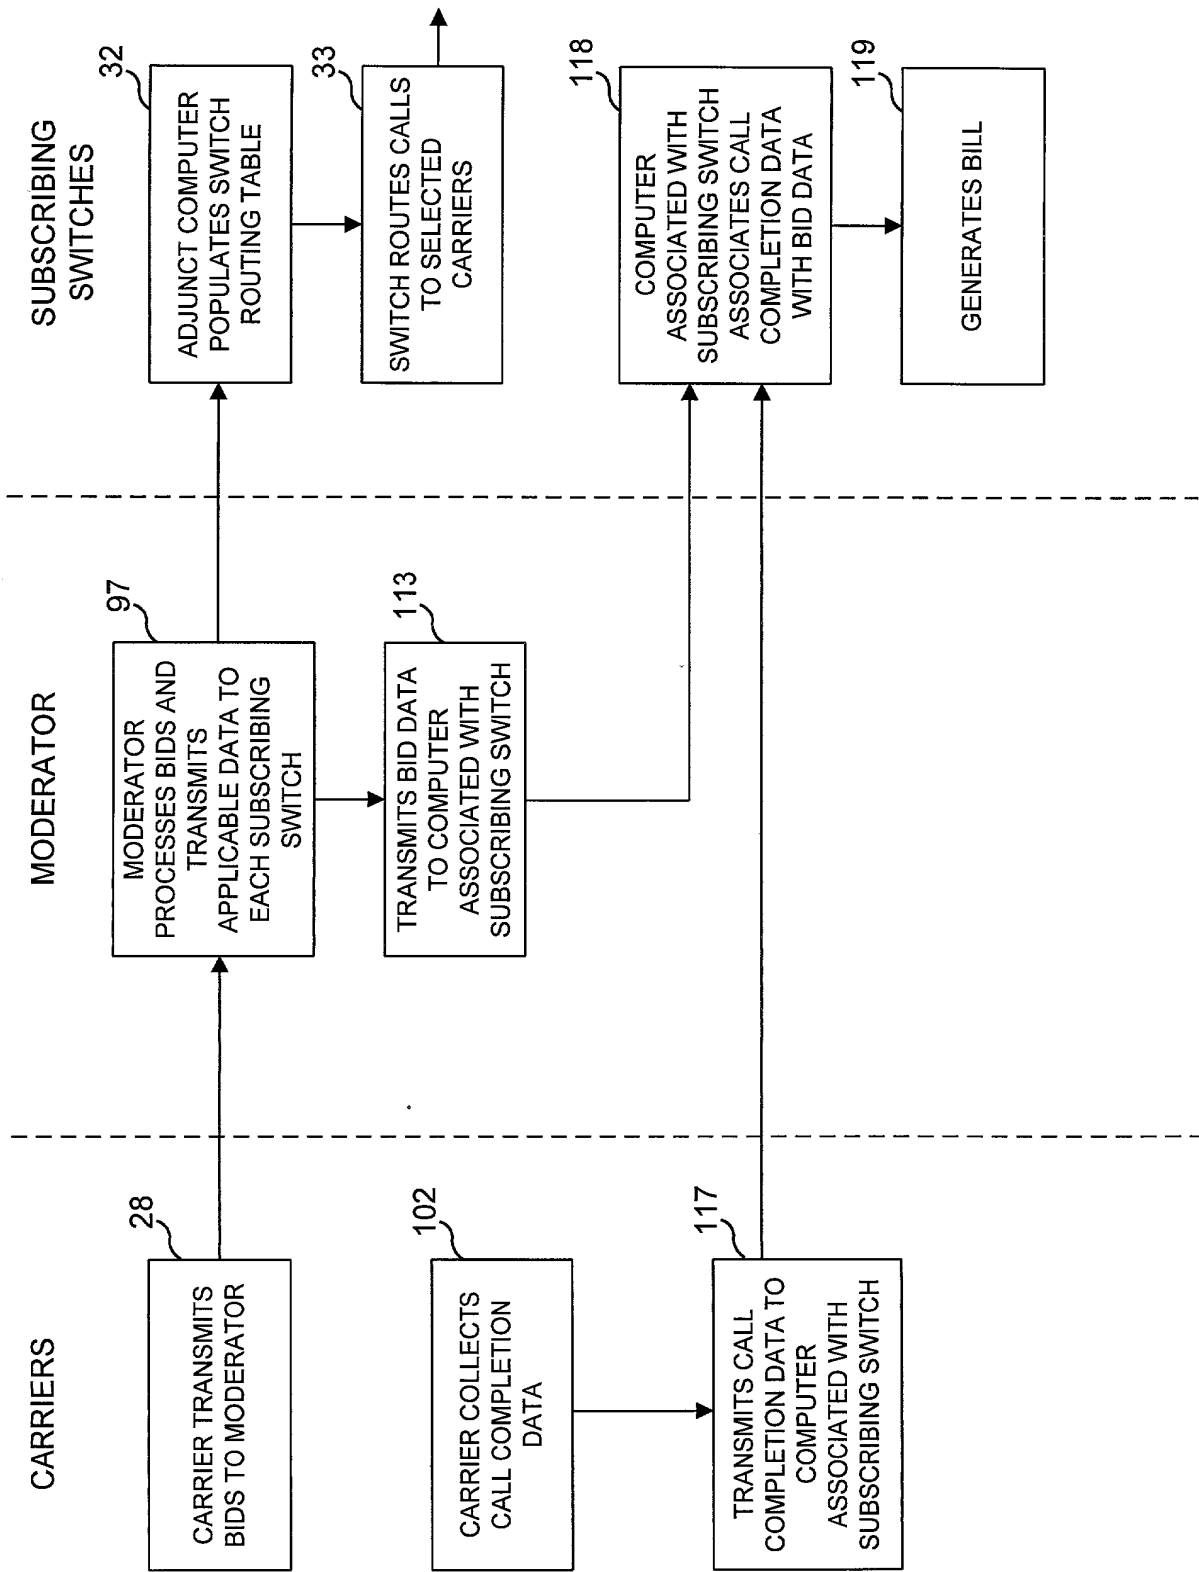 CARRIERS
MODERATOR
SUBSCRIBING
SWITCHES
28
CARRIER TRANSMITS
BIDS TO MODERATOR
97
MODERATOR
PROCESSES BIDS AND
TRANSMITS
APPLICABLE DATA TO
EACH SUBSCRIBING
SWITCH
32
ADJUNCT COMPUTER
POPULATES SWITCH
ROUTING TABLE
33
SWITCH ROUTES CALLS
TO SELECTED
CARRIERS
102
CARRIER COLLECTS
CALL COMPLETION
DATA
113
TRANSMITS BID DATA
TO COMPUTER
ASSOCIATED WITH
SUBSCRIBING SWITCH
117
TRANSMITS CALL
COMPLETION DATA TO
COMPUTER
ASSOCIATED WITH
SUBSCRIBING SWITCH
118
COMPUTER
ASSOCIATED WITH
SUBSCRIBING SWITCH
ASSOCIATES CALL
COMPLETION DATA
WITH BID DATA
119
GENERATES BILL